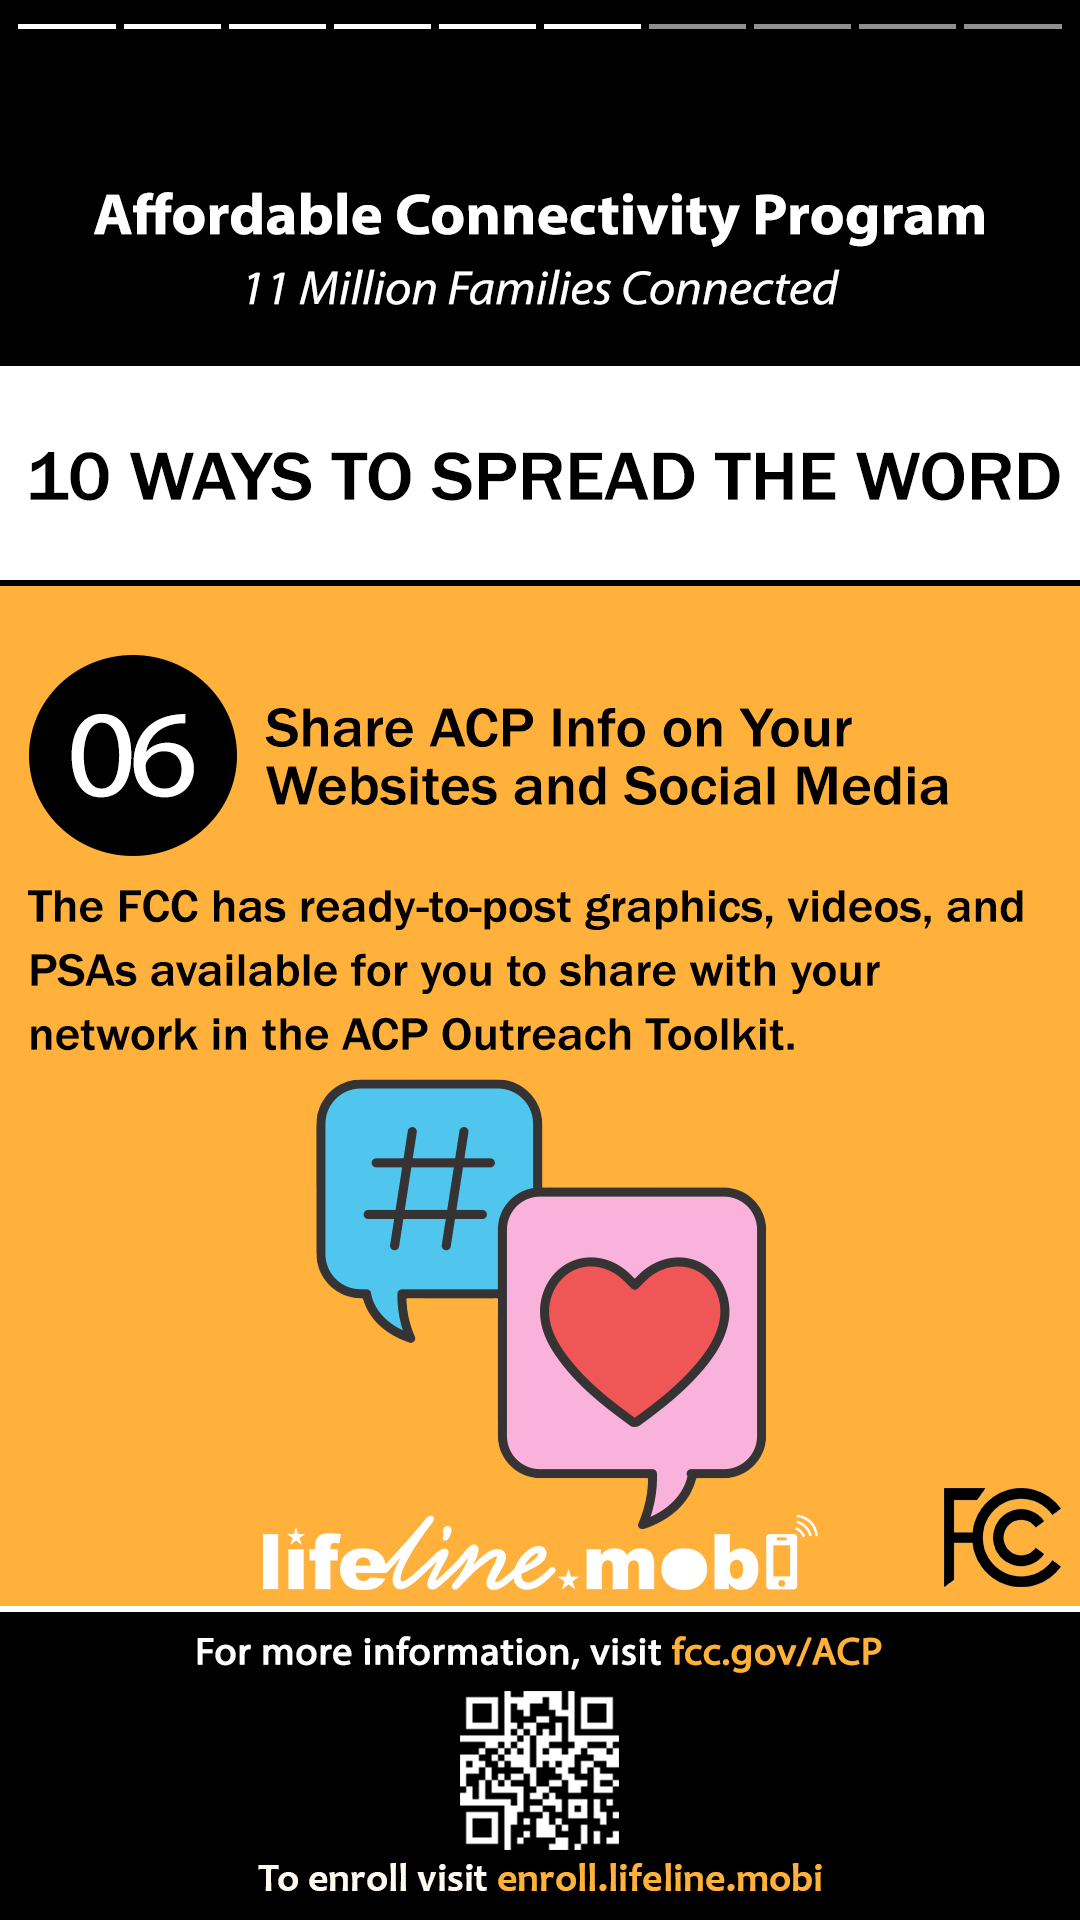 Affordable Connectivity Program
11 Million Families Connected
10 WAYS TO SPREAD THE WORD
06
Share ACP Info on Your
Websites and Social Media
The FCC has ready-to-post graphics, videos, and
PSAs available for you to share with your
network in the ACP Outreach Toolkit.
#
lifeline.mobi
FCC
For more information, visit fcc.gov/ACP
To enroll visit enroll.lifeline.mobi